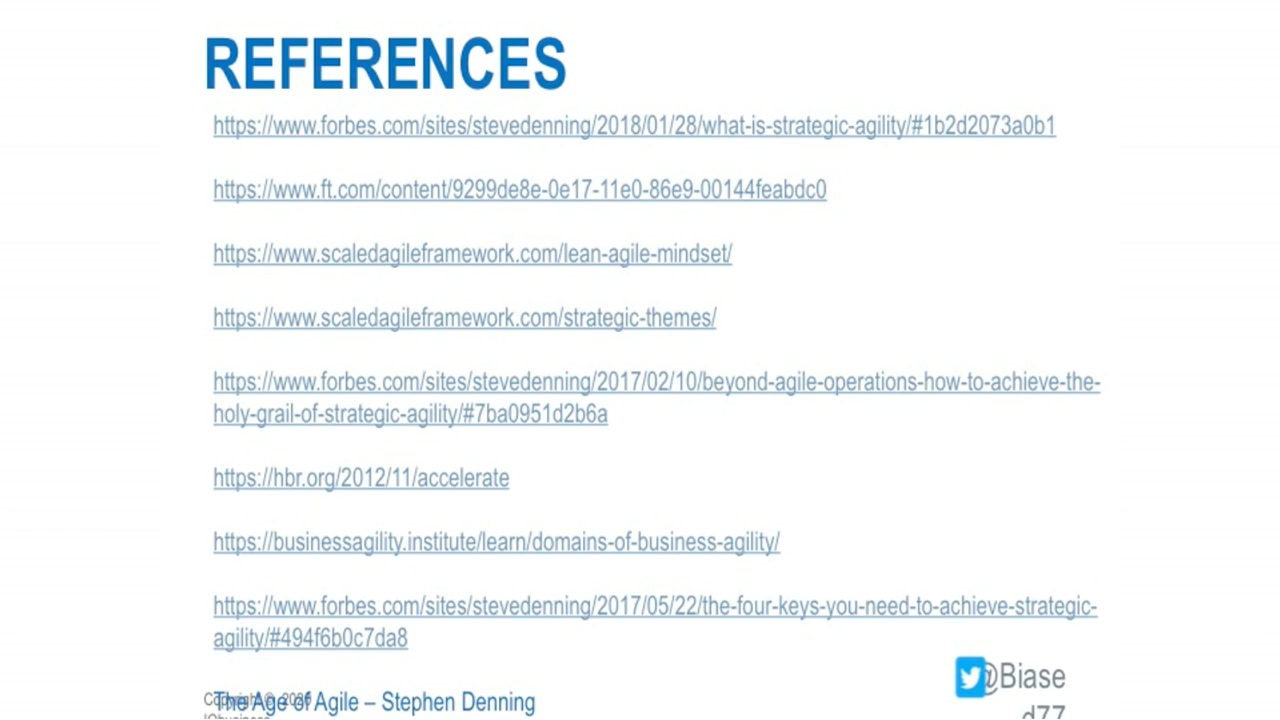 REFERENCES
https://www.forbes.com/sites/stevedenning/2018/01/28/what-is-strategic-agility/#1b2d2073a0b1
https://www.ft.com/content/9299de8e-0e17-11e0-86e9-00144feabdc0
https://www.scaledagileframework.com/lean-agile-mindset/
https://www.scaledagileframework.com/strategic-themes/
https://www.forbes.com/sites/stevedenning/2017/02/10/beyond-agile-operations-how-to-achieve-the-
holy-grail-of-strategic-agility/#7ba0951d2b6a
https://hbr.org/2012/11/accelerate
https://businessagility.institute/learn/domains-of-business-agility/
https://www.forbes.com/sites/stevedenning/2017/05/22/the-four-keys-you-need-to-achieve-strategic-
agility/#494f6b0c7da8
The Age of Agile – Stephen Denning
Copyright ©
@Biase
d77